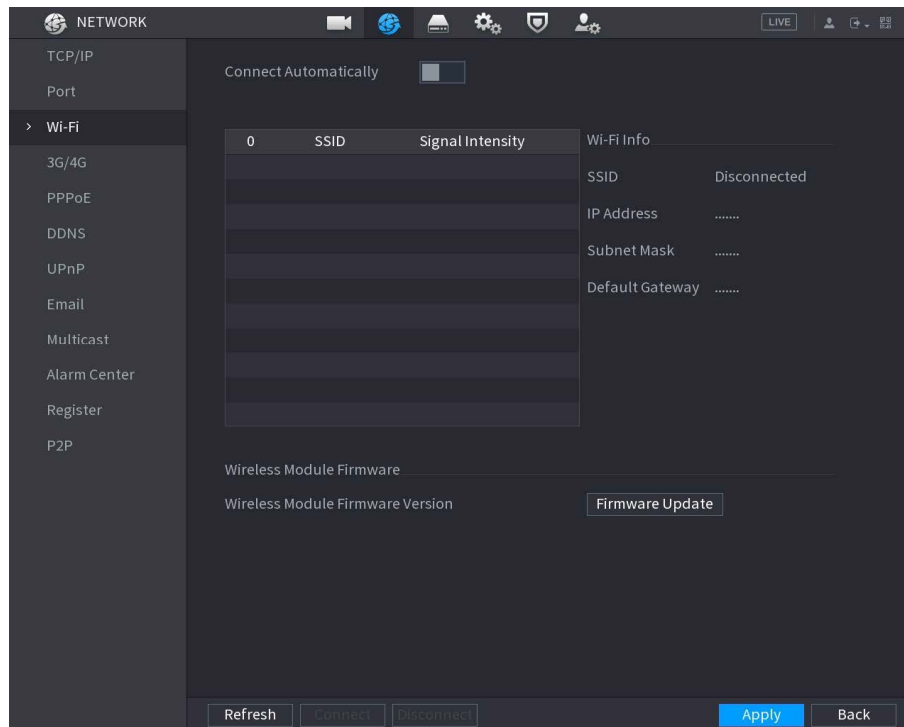 NETWORK LIVE
TCP/IP
Port
Wi-Fi
3G/4G
PPPoE
DDNS
UPnP
Email
Multicast
Alarm Center
Register
P2P
Connect Automatically
0 SSID Signal Intensity
Wi-Fi Info
SSID Disconnected
IP Address .......
Subnet Mask .......
Default Gateway .......
Wireless Module Firmware
Wireless Module Firmware Version Firmware Update
Refresh Connect Disconnect Apply Back